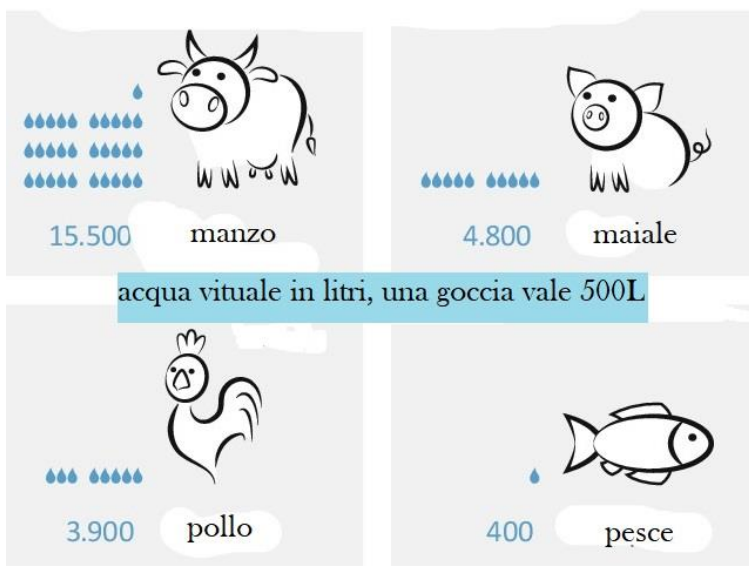 15.500 manzo
4.800 maiale
acqua vituale in litri, una goccia vale 500L
3.900 pollo
400 pesce